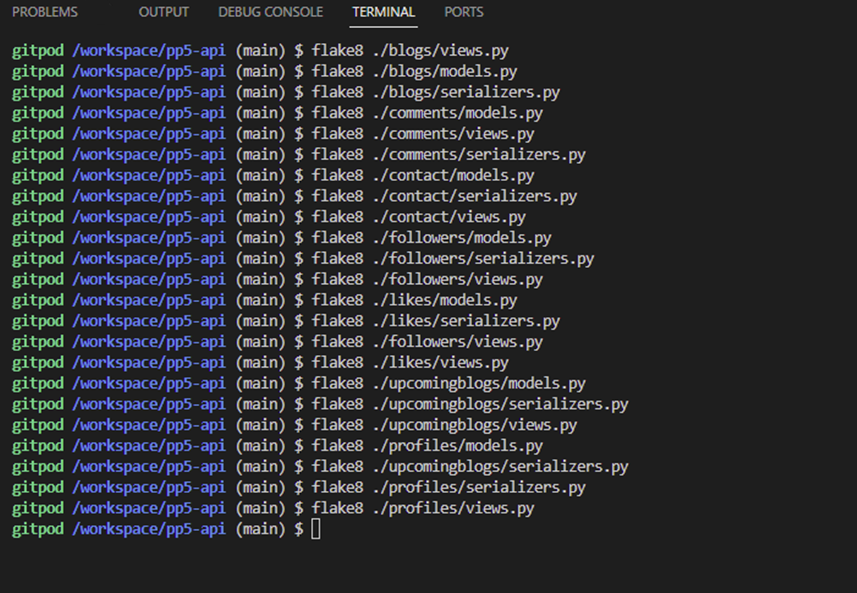 PROBLEMS OUTPUT DEBUG CONSOLE TERMINAL PORTS
gitpod /workspace/pp5-api (main) $ flake8 ./blogs/views.py
gitpod /workspace/pp5-api (main) $ flake8 ./blogs/models.py
gitpod /workspace/pp5-api (main) $ flake8 ./blogs/serializers.py
gitpod /workspace/pp5-api (main) $ flake8 ./comments/models.py
gitpod /workspace/pp5-api (main) $ flake8 ./comments/views.py
gitpod /workspace/pp5-api (main) $ flake8 ./comments/serializers.py
gitpod /workspace/pp5-api (main) $ flake8 ./contact/models.py
gitpod /workspace/pp5-api (main) $ flake8 ./contact/serializers.py
gitpod /workspace/pp5-api (main) $ flake8 ./contact/views.py
gitpod /workspace/pp5-api (main) $ flake8 ./followers/models.py
gitpod /workspace/pp5-api (main) $ flake8 ./followers/serializers.py
gitpod /workspace/pp5-api (main) $ flake8 ./followers/views.py
gitpod /workspace/pp5-api (main) $ flake8 ./likes/models.py
gitpod /workspace/pp5-api (main) $ flake8 ./likes/serializers.py
gitpod /workspace/pp5-api (main) $ flake8 ./followers/views.py
gitpod /workspace/pp5-api (main) $ flake8 ./likes/views.py
gitpod /workspace/pp5-api (main) $ flake8 ./upcomingblogs/models.py
gitpod /workspace/pp5-api (main) $ flake8 ./upcomingblogs/serializers.py
gitpod /workspace/pp5-api (main) $ flake8 ./upcomingblogs/views.py
gitpod /workspace/pp5-api (main) $ flake8 ./profiles/models.py
gitpod /workspace/pp5-api (main) $ flake8 ./upcomingblogs/serializers.py
gitpod /workspace/pp5-api (main) $ flake8 ./profiles/serializers.py
gitpod /workspace/pp5-api (main) $ flake8 ./profiles/views.py
gitpod /workspace/pp5-api (main) $